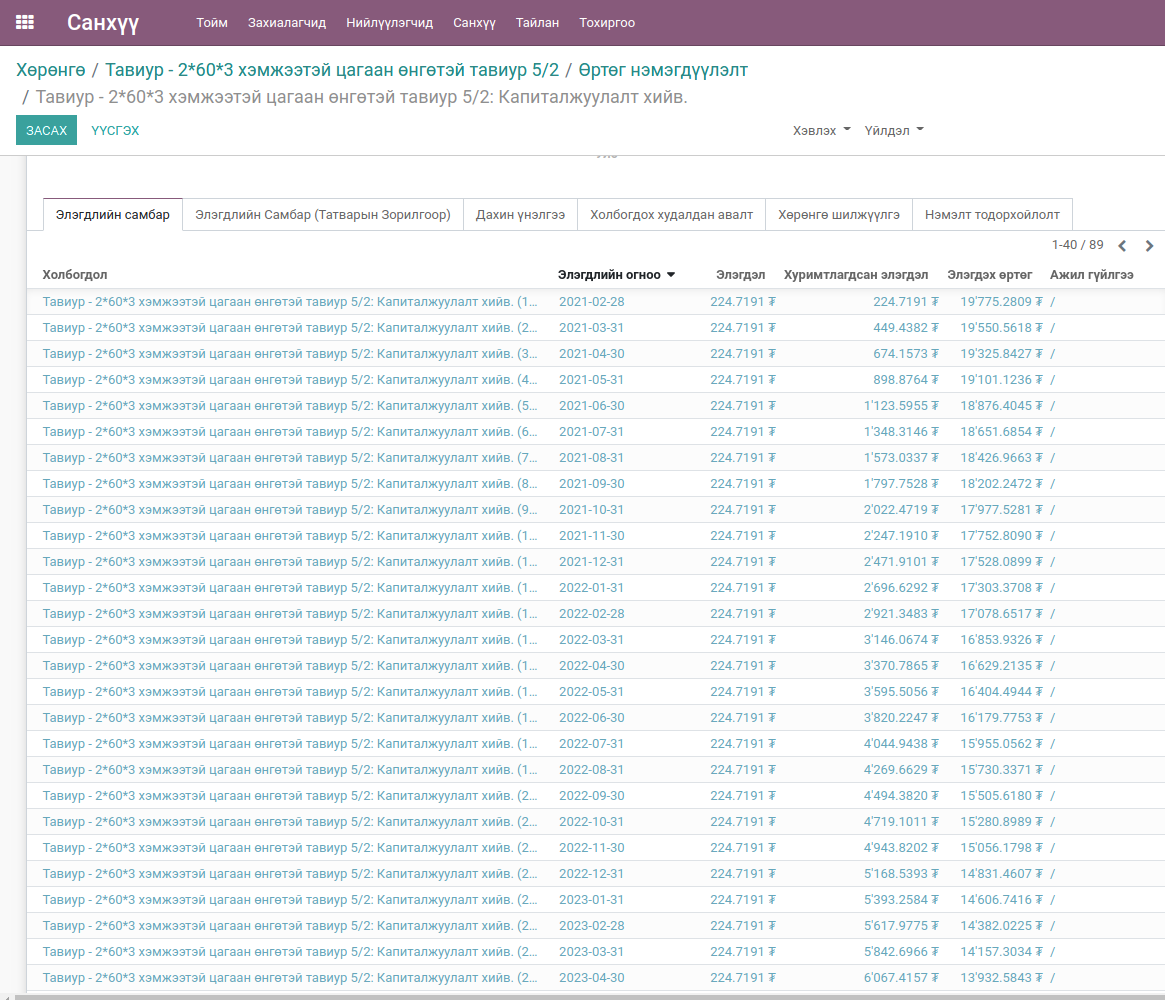 Санхүү Тойм Захиалагчид Нийлүүлэгчид Санхүү Тайлан Тохиргоо
Хөрөнгө / Тавиур - 2*60*3 хэмжээтэй цагаан өнгөтэй тавиур 5/2 / Өртөг нэмэгдүүлэлт
/ Тавиур - 2*60*3 хэмжээтэй цагаан өнгөтэй тавиур 5/2: Капиталжуулалт хийв.
ЗАСАХ ҮҮСГЭХ Хэвлэх Үйлдэл
Элэгдлийн самбар Элэгдлийн Самбар (Татварын Зорилгоор) Дахин үнэлгээ Холбогдох худалдан авалт Хөрөнгө шилжүүлгэ Нэмэлт тодорхойлолт
1-40 / 89
Холбогдол Элэгдлийн огноо Элэгдэл Хуримтлагдсан элэгдэл Элэгдэх өртөг Ажил гүйлгээ
Тавиур - 2*60*3 хэмжээтэй цагаан өнгөтэй тавиур 5/2: Капиталжуулалт хийв. (1... 2021-02-28 224.7191 ₮ 224.7191 ₮ 19'775.2809 ₮ /
Тавиур - 2*60*3 хэмжээтэй цагаан өнгөтэй тавиур 5/2: Капиталжуулалт хийв. (2... 2021-03-31 224.7191 ₮ 449.4382 ₮ 19'550.5618 ₮ /
Тавиур - 2*60*3 хэмжээтэй цагаан өнгөтэй тавиур 5/2: Капиталжуулалт хийв. (3... 2021-04-30 224.7191 ₮ 674.1573 ₮ 19'325.8427 ₮ /
Тавиур - 2*60*3 хэмжээтэй цагаан өнгөтэй тавиур 5/2: Капиталжуулалт хийв. (4... 2021-05-31 224.7191 ₮ 898.8764 ₮ 19'101.1236 ₮ /
Тавиур - 2*60*3 хэмжээтэй цагаан өнгөтэй тавиур 5/2: Капиталжуулалт хийв. (5... 2021-06-30 224.7191 ₮ 1'123.5955 ₮ 18'876.4045 ₮ /
Тавиур - 2*60*3 хэмжээтэй цагаан өнгөтэй тавиур 5/2: Капиталжуулалт хийв. (6... 2021-07-31 224.7191 ₮ 1'348.3146 ₮ 18'651.6854 ₮ /
Тавиур - 2*60*3 хэмжээтэй цагаан өнгөтэй тавиур 5/2: Капиталжуулалт хийв. (7... 2021-08-31 224.7191 ₮ 1'573.0337 ₮ 18'426.9663 ₮ /
Тавиур - 2*60*3 хэмжээтэй цагаан өнгөтэй тавиур 5/2: Капиталжуулалт хийв. (8... 2021-09-30 224.7191 ₮ 1'797.7528 ₮ 18'202.2472 ₮ /
Тавиур - 2*60*3 хэмжээтэй цагаан өнгөтэй тавиур 5/2: Капиталжуулалт хийв. (9... 2021-10-31 224.7191 ₮ 2'022.4719 ₮ 17'977.5281 ₮ /
Тавиур - 2*60*3 хэмжээтэй цагаан өнгөтэй тавиур 5/2: Капиталжуулалт хийв. (1... 2021-11-30 224.7191 ₮ 2'247.1910 ₮ 17'752.8090 ₮ /
Тавиур - 2*60*3 хэмжээтэй цагаан өнгөтэй тавиур 5/2: Капиталжуулалт хийв. (1... 2021-12-31 224.7191 ₮ 2'471.9101 ₮ 17'528.0899 ₮ /
Тавиур - 2*60*3 хэмжээтэй цагаан өнгөтэй тавиур 5/2: Капиталжуулалт хийв. (1... 2022-01-31 224.7191 ₮ 2'696.6292 ₮ 17'303.3708 ₮ /
Тавиур - 2*60*3 хэмжээтэй цагаан өнгөтэй тавиур 5/2: Капиталжуулалт хийв. (1... 2022-02-28 224.7191 ₮ 2'921.3483 ₮ 17'078.6517 ₮ /
Тавиур - 2*60*3 хэмжээтэй цагаан өнгөтэй тавиур 5/2: Капиталжуулалт хийв. (1... 2022-03-31 224.7191 ₮ 3'146.0674 ₮ 16'853.9326 ₮ /
Тавиур - 2*60*3 хэмжээтэй цагаан өнгөтэй тавиур 5/2: Капиталжуулалт хийв. (1... 2022-04-30 224.7191 ₮ 3'370.7865 ₮ 16'629.2135 ₮ /
Тавиур - 2*60*3 хэмжээтэй цагаан өнгөтэй тавиур 5/2: Капиталжуулалт хийв. (1... 2022-05-31 224.7191 ₮ 3'595.5056 ₮ 16'404.4944 ₮ /
Тавиур - 2*60*3 хэмжээтэй цагаан өнгөтэй тавиур 5/2: Капиталжуулалт хийв. (1... 2022-06-30 224.7191 ₮ 3'820.2247 ₮ 16'179.7753 ₮ /
Тавиур - 2*60*3 хэмжээтэй цагаан өнгөтэй тавиур 5/2: Капиталжуулалт хийв. (1... 2022-07-31 224.7191 ₮ 4'044.9438 ₮ 15'955.0562 ₮ /
Тавиур - 2*60*3 хэмжээтэй цагаан өнгөтэй тавиур 5/2: Капиталжуулалт хийв. (1... 2022-08-31 224.7191 ₮ 4'269.6629 ₮ 15'730.3371 ₮ /
Тавиур - 2*60*3 хэмжээтэй цагаан өнгөтэй тавиур 5/2: Капиталжуулалт хийв. (2... 2022-09-30 224.7191 ₮ 4'494.3820 ₮ 15'505.6180 ₮ /
Тавиур - 2*60*3 хэмжээтэй цагаан өнгөтэй тавиур 5/2: Капиталжуулалт хийв. (2... 2022-10-31 224.7191 ₮ 4'719.1011 ₮ 15'280.8989 ₮ /
Тавиур - 2*60*3 хэмжээтэй цагаан өнгөтэй тавиур 5/2: Капиталжуулалт хийв. (2... 2022-11-30 224.7191 ₮ 4'943.8202 ₮ 15'056.1798 ₮ /
Тавиур - 2*60*3 хэмжээтэй цагаан өнгөтэй тавиур 5/2: Капиталжуулалт хийв. (2... 2022-12-31 224.7191 ₮ 5'168.5393 ₮ 14'831.4607 ₮ /
Тавиур - 2*60*3 хэмжээтэй цагаан өнгөтэй тавиур 5/2: Капиталжуулалт хийв. (2... 2023-01-31 224.7191 ₮ 5'393.2584 ₮ 14'606.7416 ₮ /
Тавиур - 2*60*3 хэмжээтэй цагаан өнгөтэй тавиур 5/2: Капиталжуулалт хийв. (2... 2023-02-28 224.7191 ₮ 5'617.9775 ₮ 14'382.0225 ₮ /
Тавиур - 2*60*3 хэмжээтэй цагаан өнгөтэй тавиур 5/2: Капиталжуулалт хийв. (2... 2023-03-31 224.7191 ₮ 5'842.6966 ₮ 14'157.3034 ₮ /
Тавиур - 2*60*3 хэмжээтэй цагаан өнгөтэй тавиур 5/2: Капиталжуулалт хийв. (2... 2023-04-30 224.7191 ₮ 6'067.4157 ₮ 13'932.5843 ₮ /